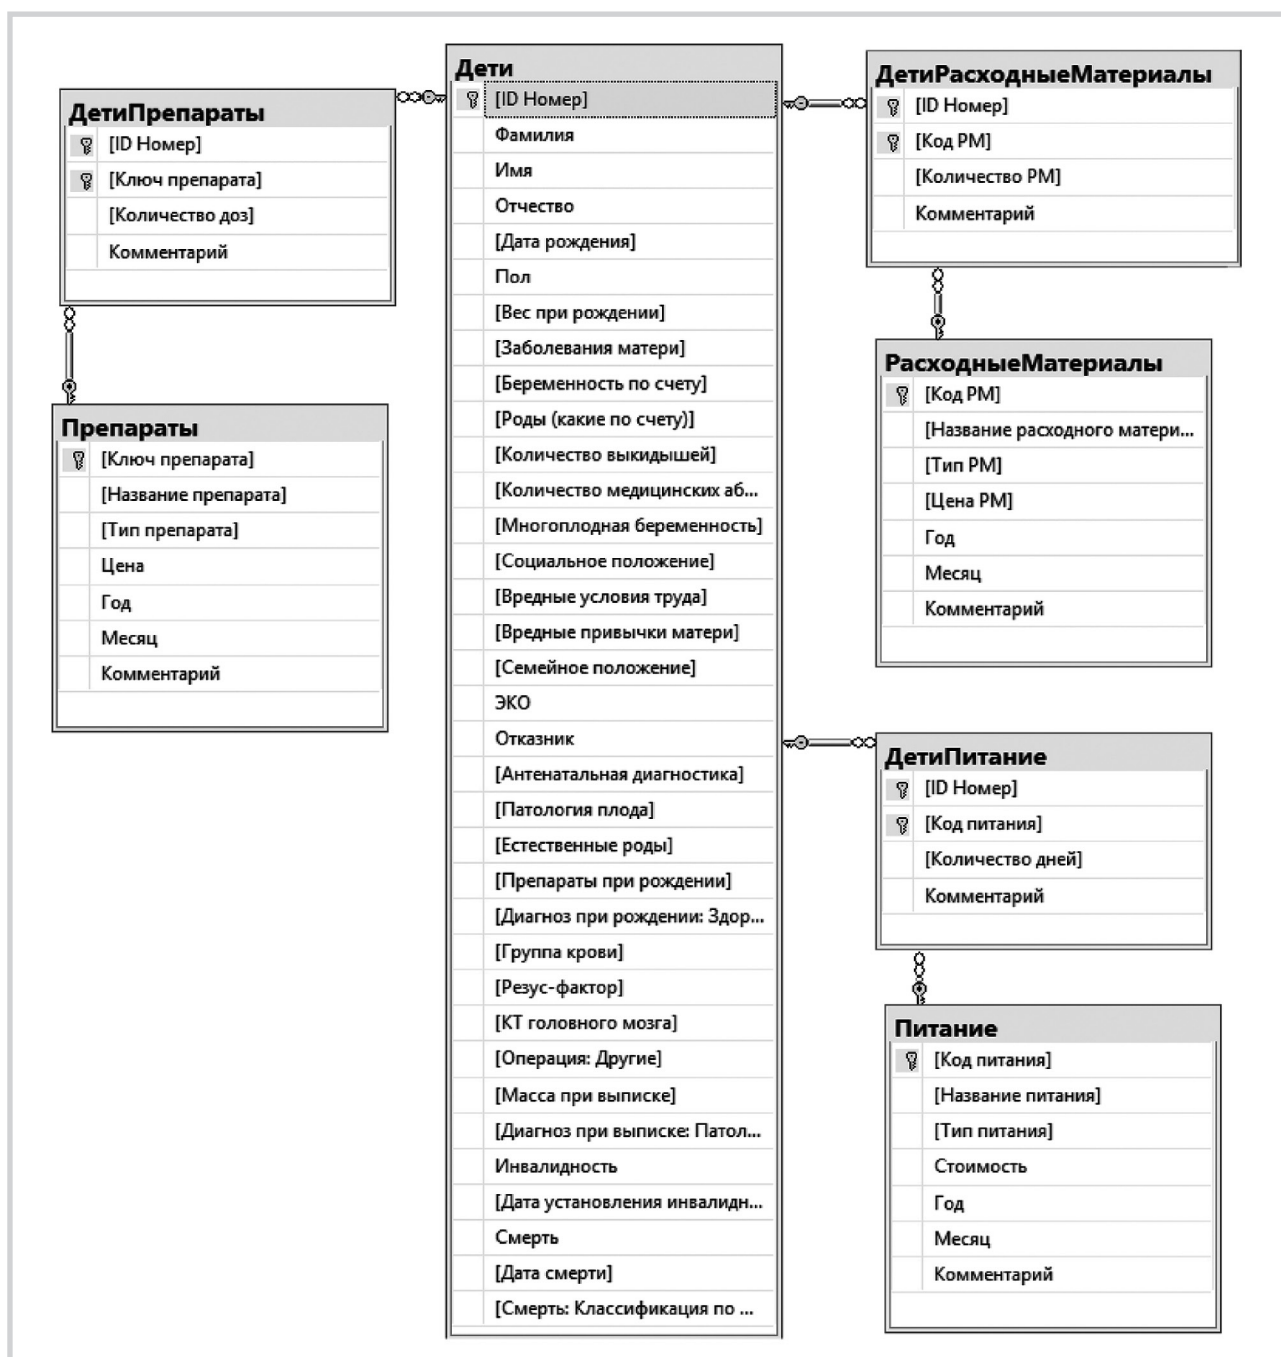 ДетиПрепараты
[ID Номер]
[Ключ препарата]
[Количество доз]
Комментарий
Препараты
[Ключ препарата]
[Название препарата]
[Тип препарата]
Цена
Год
Месяц
Комментарий
Дети
[ID Номер]
Фамилия
Имя
Отчество
[Дата рождения]
Пол
[Вес при рождении]
[Заболевания матери]
[Беременность по счету]
[Роды (какие по счету)]
[Количество выкидышей]
[Количество медицинских аб...
[Многоплодная беременность]
[Социальное положение]
[Вредные условия труда]
[Вредные привычки матери]
[Семейное положение]
ЭКО
Отказник
[Антенатальная диагностика]
[Патология плода]
[Естественные роды]
[Препараты при рождении]
[Диагноз при рождении: Здор...
[Группа крови]
[Резус-фактор]
[КТ головного мозга]
[Операция: Другие]
[Масса при выписке]
[Диагноз при выписке: Патол...
Инвалидность
[Дата установления инвалидн...
Смерть
[Дата смерти]
[Смерть: Классификация по ...
ДетиРасходныеМатериалы
[ID Номер]
[Код РМ]
[Количество РМ]
Комментарий
РасходныеМатериалы
[Код РМ]
[Название расходного матери...
[Тип РМ]
[Цена РМ]
Год
Месяц
Комментарий
ДетиПитание
[ID Номер]
[Код питания]
[Количество дней]
Комментарий
Питание
[Код питания]
[Название питания]
[Тип питания]
Стоимость
Год
Месяц
Комментарий